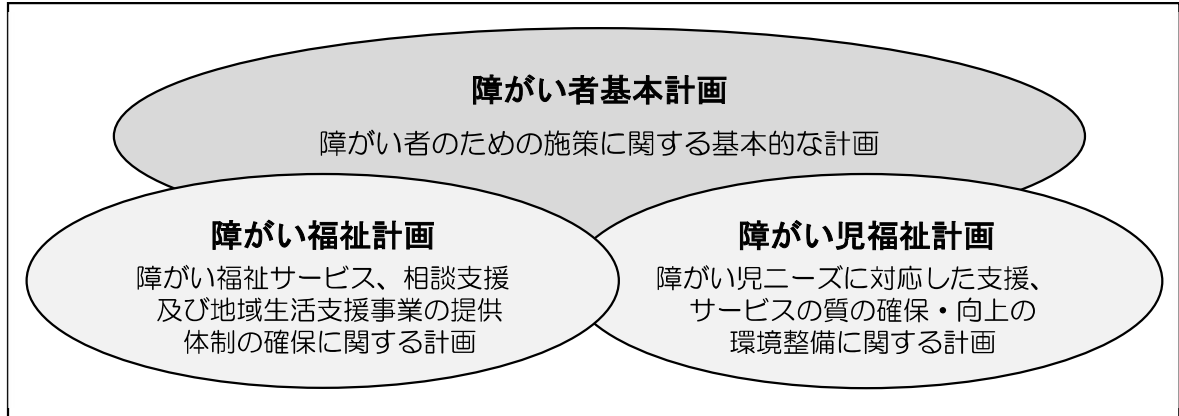 障がい者基本計画
障がい者のための施策に関する基本的な計画
障がい福祉計画
障がい福祉サービス、相談支援
及び地域生活支援事業の提供
体制の確保に関する計画
障がい児福祉計画
障がい児ニーズに対応した支援、
サービスの質の確保・向上の
環境整備に関する計画